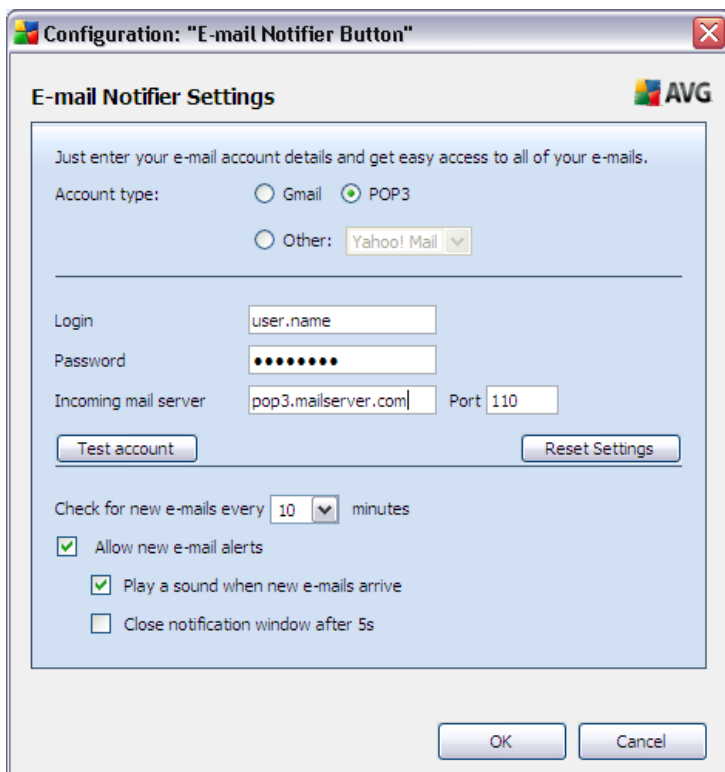 Configuration: "E-mail Notifier Button"
E-mail Notifier Settings
AVG
Just enter your e-mail account details and get easy access to all of your e-mails.
Account type: Gmail POP3
Other: Yahoo! Mail
Login user.name
Password ●●●●●●●●
Incoming mail server pop3.mailserver.com Port 110
Test account Reset Settings
Check for new e-mails every 10 minutes
Allow new e-mail alerts
Play a sound when new e-mails arrive
Close notification window after 5s
OK Cancel